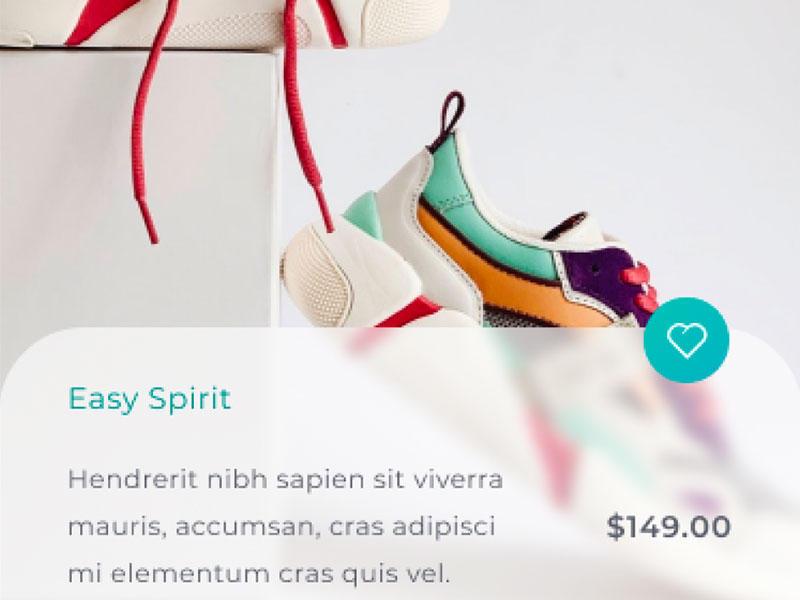 Easy Spirit
Hendrerit nibh sapien sit viverra
mauris, accumsan, cras adipisci
$149.00
mi elementum cras quis vel.